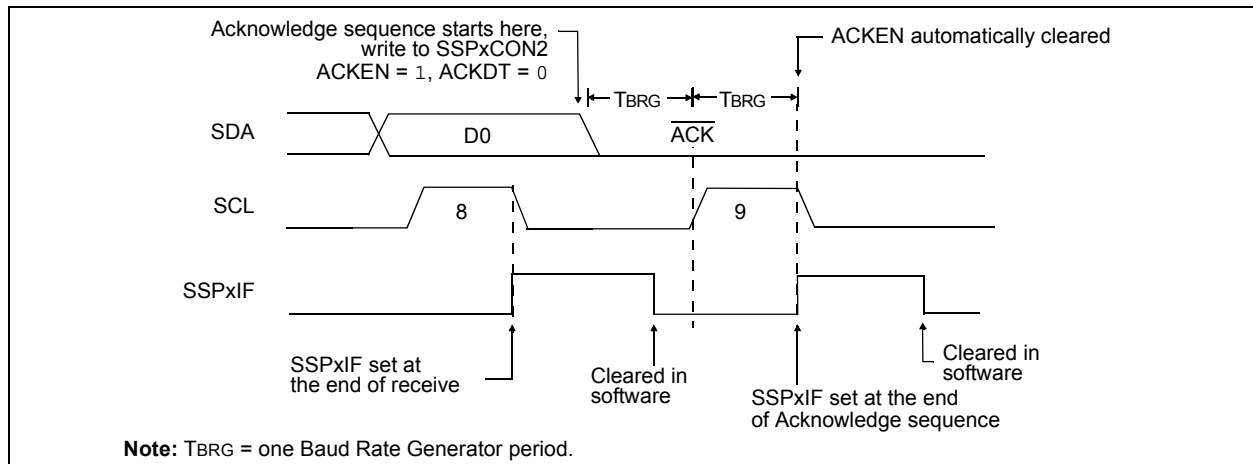 Acknowledge sequence starts here,
write to SSPxCON2
ACKEN = 1, ACKDT = 0
ACKEN automatically cleared
TBRG
TBRG
SDA
D0
ACK
SCL
8
9
SSPxIF
SSPxIF set at
the end of receive
Cleared in
software
SSPxIF set at the end
of Acknowledge sequence
Cleared in
software
Note: TBRG = one Baud Rate Generator period.